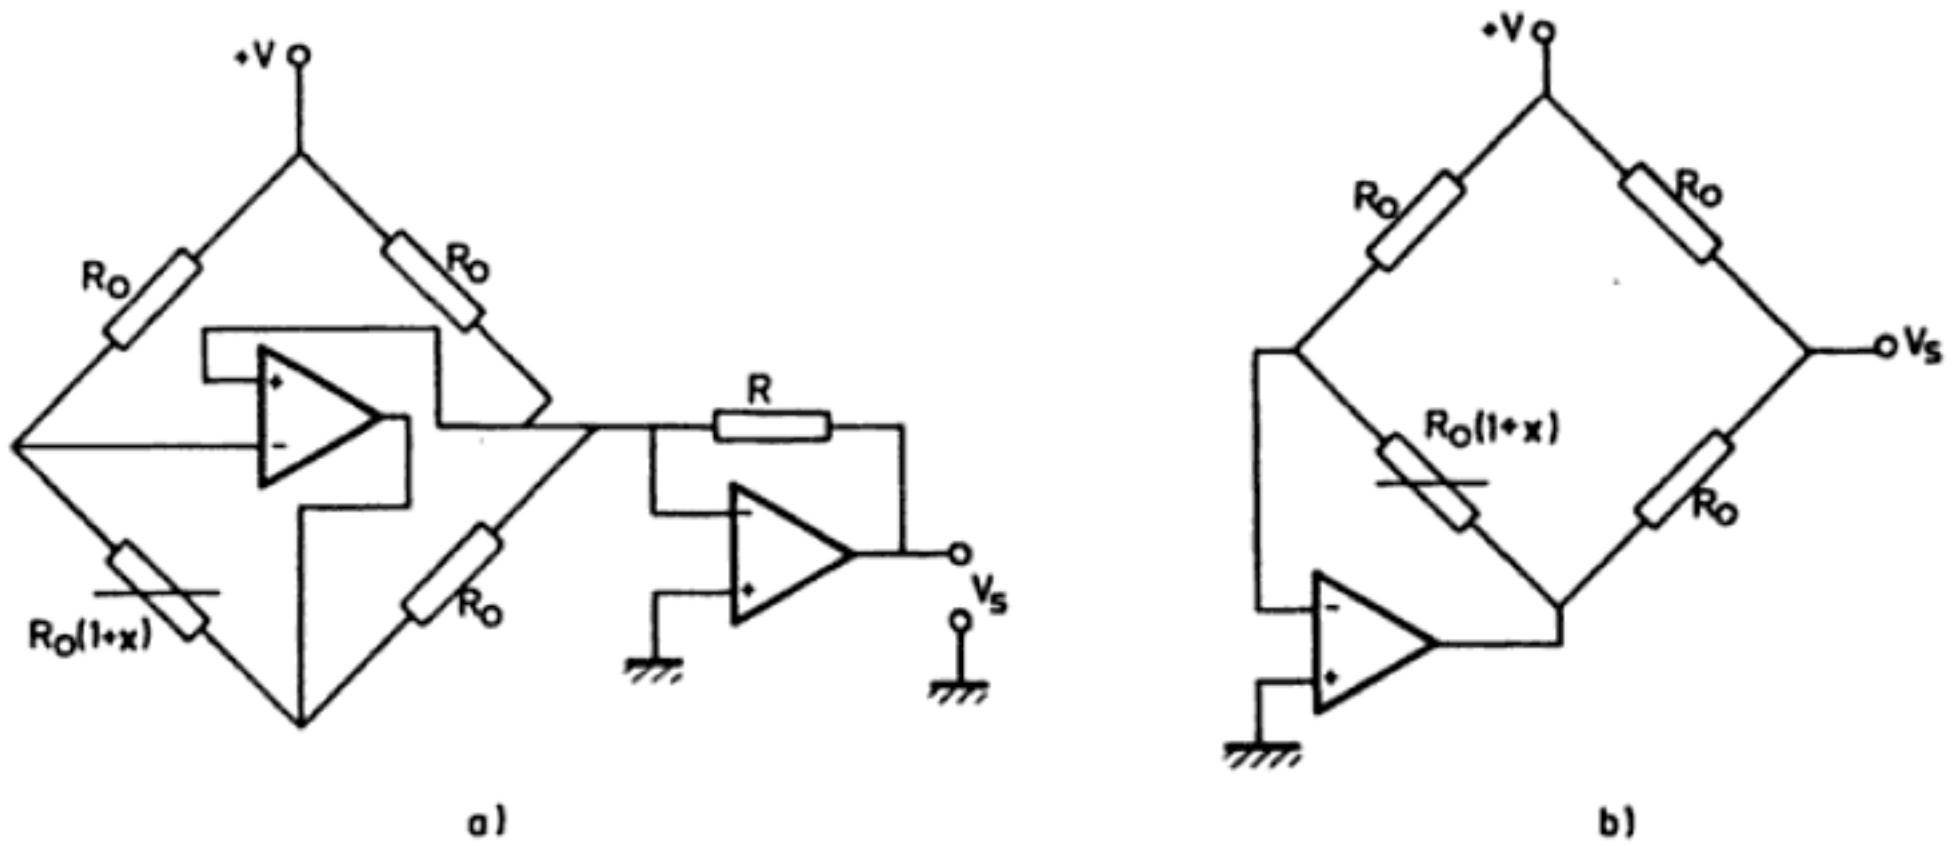 +V
R0
R0
+
-
R0(1+x)
R0
R
-
+
Vs
a)
+V
R0
R0
Vs
R0(1+x)
R0
-
+
b)